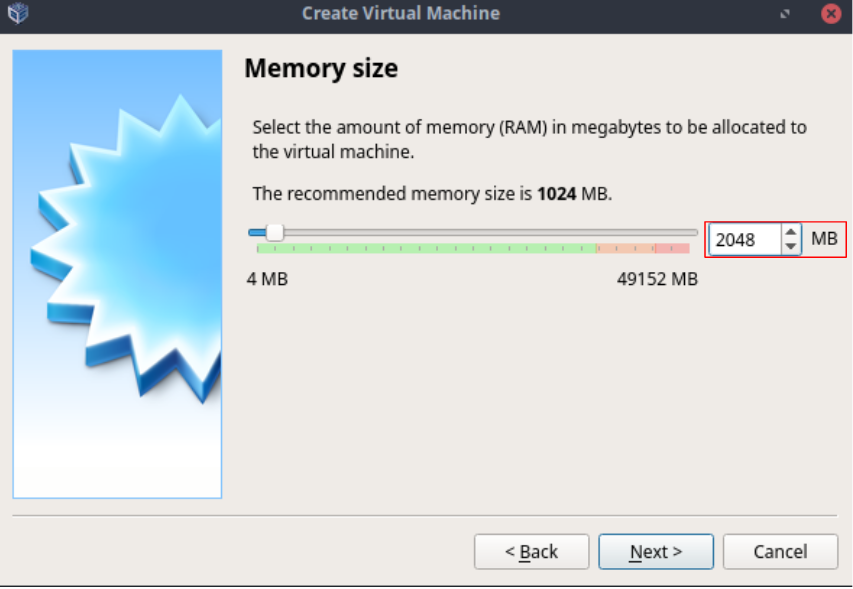 Create Virtual Machine
Memory size
Select the amount of memory (RAM) in megabytes to be allocated to
the virtual machine.
The recommended memory size is 1024 MB.
2048 MB
4 MB 49152 MB
< Back Next > Cancel